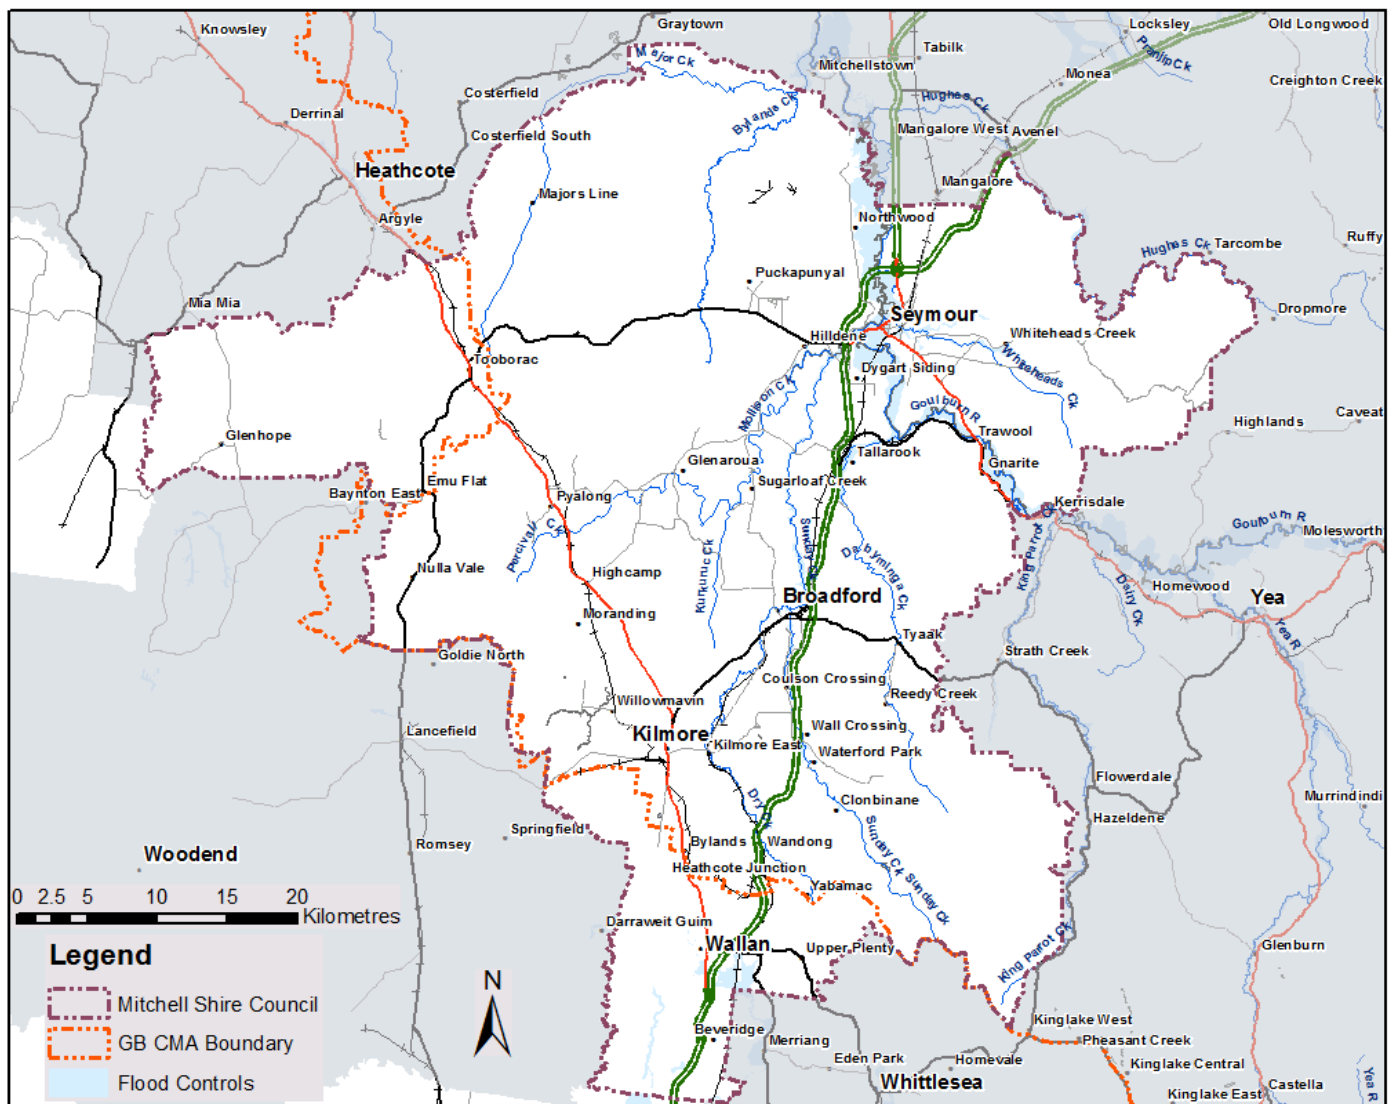 Graytown
Locksley
Old Longwood
Knowsley
Tabilk
Major Ck
Mitchellstown
Pranjip Ck
Monea
Creighton Creek
Costerfield
Hughes Ck
Derrinal
Bylands Ck
Costerfield South
Mangalore West
Avenel
Heathcote
Mangalore
Majors Line
Argyle
Northwood
Ruffy
Hughes Ck
Tarcombe
Puckapunyal
Mia Mia
Dropmore
Seymour
Hilldene
Whiteheads Creek
Tooborac
Whiteheads Ck
Dygart Siding
Mollison Ck
Goulburn R
Caveat
Highlands
Glenhope
Trawool
Tallarook
Glenaroua
Gnarite
Emu Flat
Sugarloaf Creek
Baynton East
Pyalong
Kerrisdale
Percival Ck
Sunday Ck
Goulburn R
Molesworth
King Parrot Ck
Dabyminga Ck
Nulla Vale
Highcamp
Kurkuruc Ck
Dairy Ck
Homewood
Broadford
Yea
Moranding
Tyaak
Yea R
Goldie North
Strath Creek
Coulson Crossing
Reedy Creek
Willowmavin
Lancefield
Wall Crossing
Kilmore
Kilmore East
Waterford Park
Flowerdale
Clonbinane
Murrindindi
Dry Ck
Hazeldene
Springfield
Romsey
Bylands
Wandong
Sunday Ck
Woodend
Heathcote Junction
Yabamac
Sunday Ck
0 2.5 5 10 15 20
Kilometres
Darraweit Guim
Wallan
Upper Plenty
Glenburn
King Parrot Ck
Legend
N
Mitchell Shire Council
GB CMA Boundary
Flood Controls
Kinglake West
Beveridge
Merriang
Pheasant Creek
Eden Park
Homevale
Kinglake Central
Whittlesea
Castella
Kinglake East
Yea R